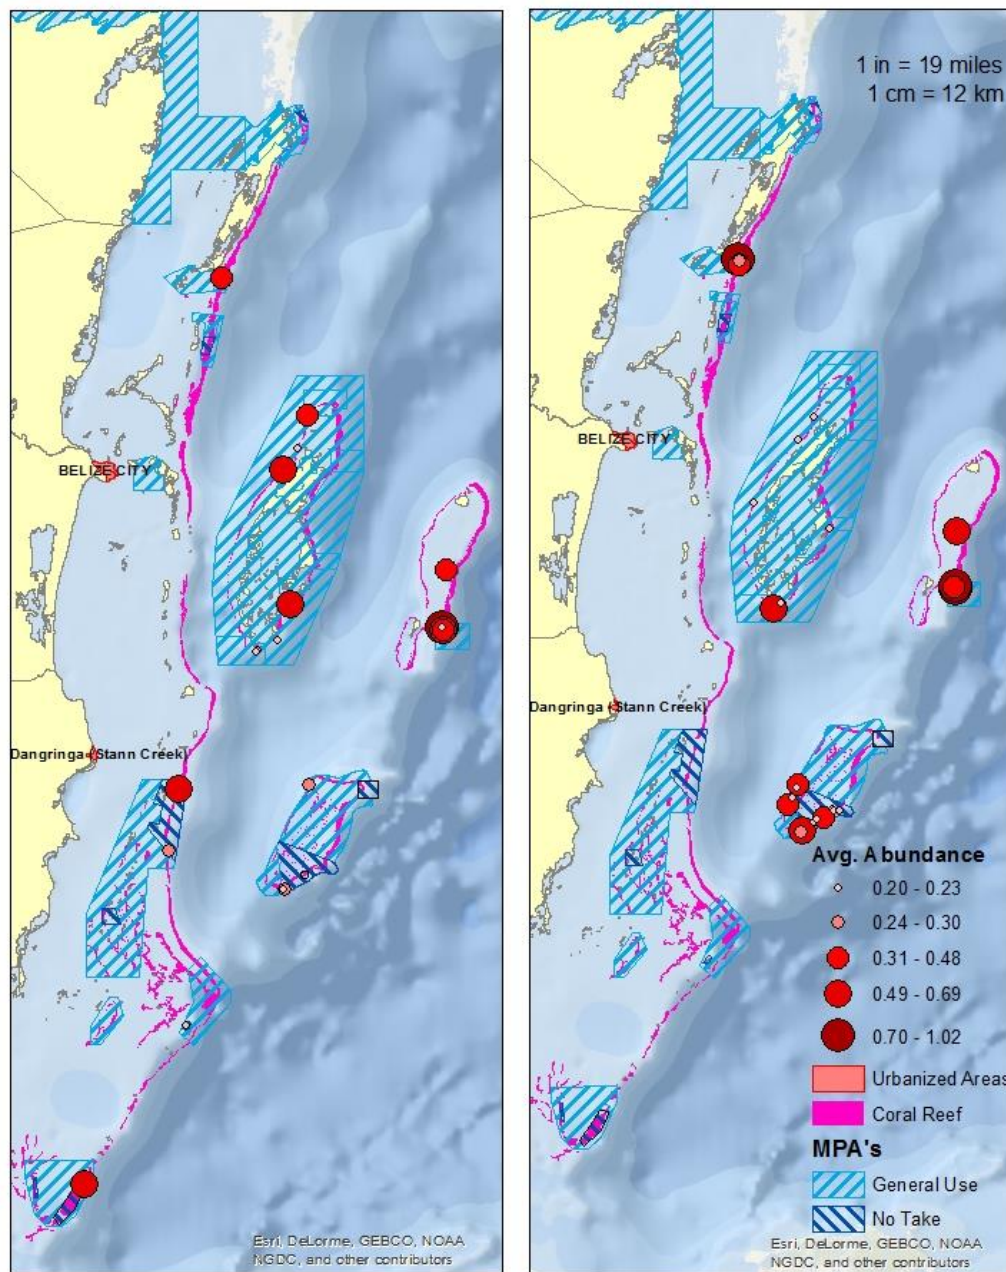 1 in = 19 miles
1 cm = 12 km
BELIZE CITY
BELIZE CITY
Dangringa (Stann Creek)
Dangringa (Stann Creek)
Avg. Abundance
0.20 - 0.23
0.24 - 0.30
0.31 - 0.48
0.49 - 0.69
0.70 - 1.02
Urbanized Areas
Coral Reef
MPA's
General Use
No Take
Esri, DeLorme, GEBCO, NOAA
NGDC, and other contributors
Esri, DeLorme, GEBCO, NOAA
NGDC, and other contributors